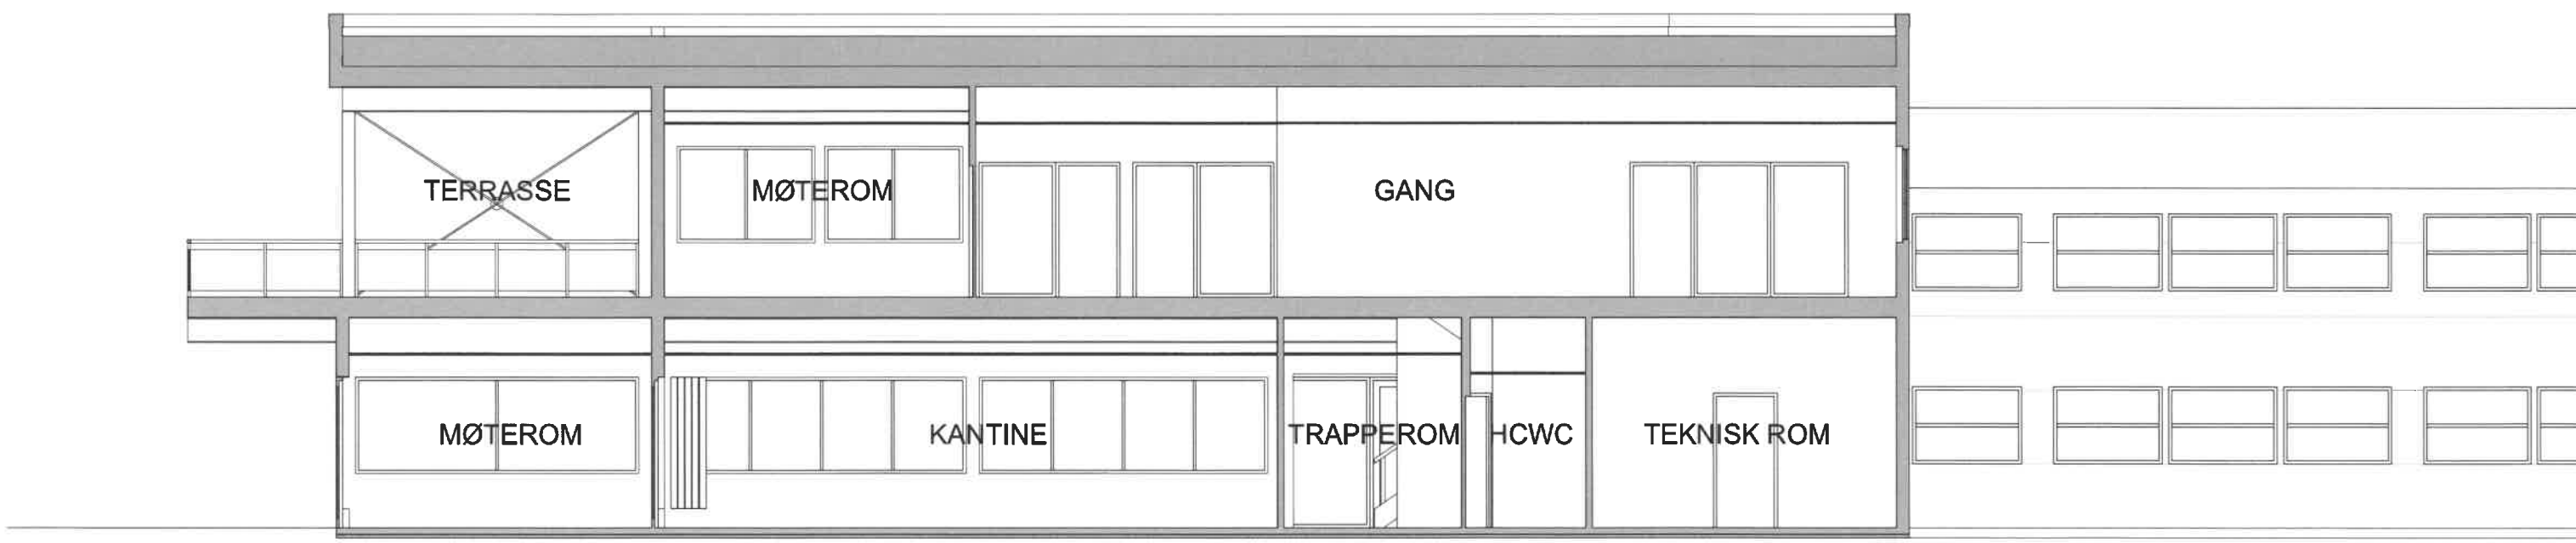 TERRASSE
MØTEROM
GANG
MØTEROM
KANTINE
TRAPPEROM
HCWC
TEKNISK ROM